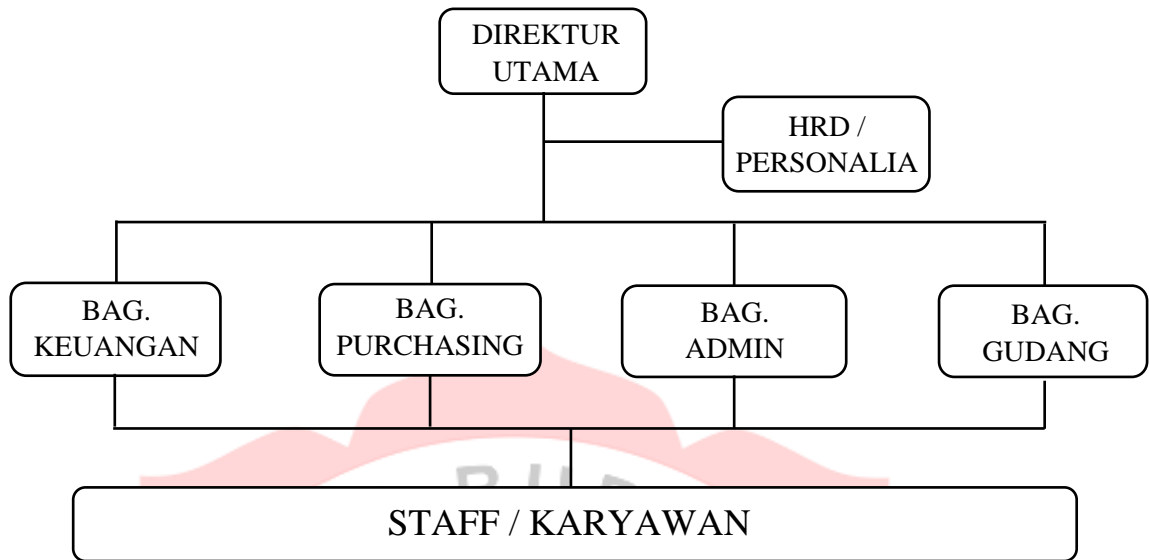 DIREKTUR
UTAMA
HRD /
PERSONALIA
BAG.
KEUANGAN
BAG.
PURCHASING
BAG.
ADMIN
BAG.
GUDANG
STAFF / KARYAWAN